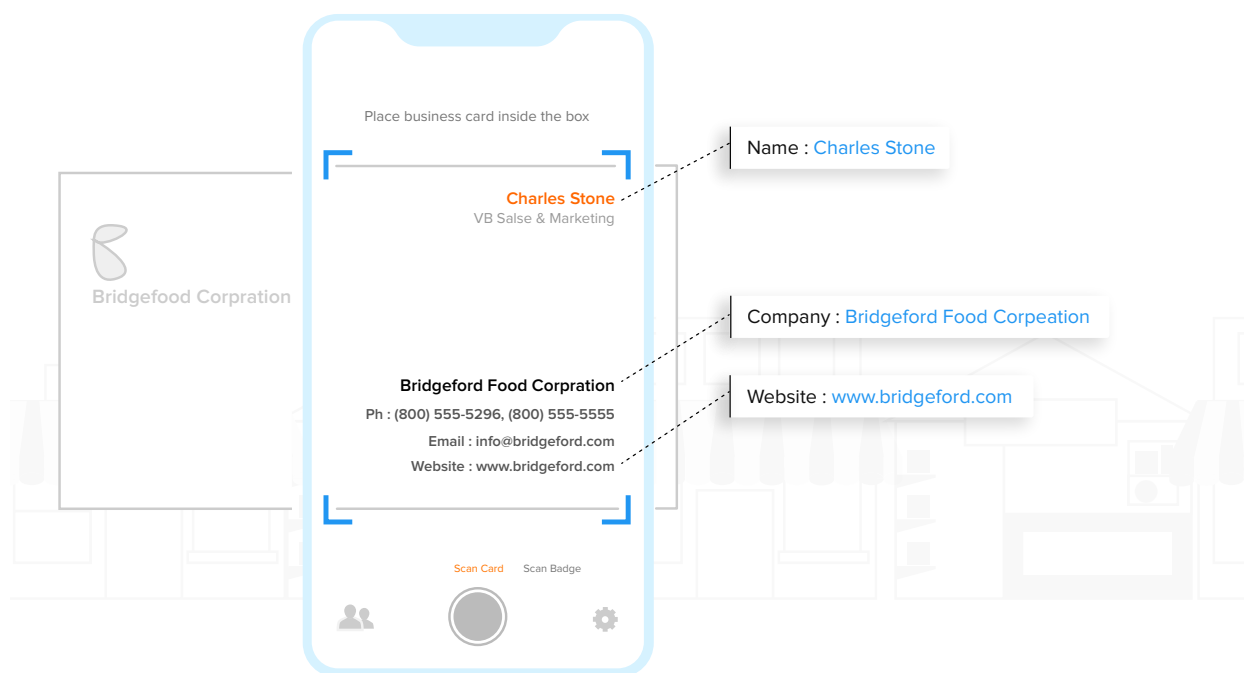 Place business card inside the box
Charles Stone
VB Salse & Marketing
Bridgefood Corpration
Bridgeford Food Corpration
Ph : (800) 555-5296, (800) 555-5555
Email : info@bridgeford.com
Website : www.bridgeford.com
Scan Card Scan Badge
Name : Charles Stone
Company : Bridgeford Food Corpeation
Website : www.bridgeford.com